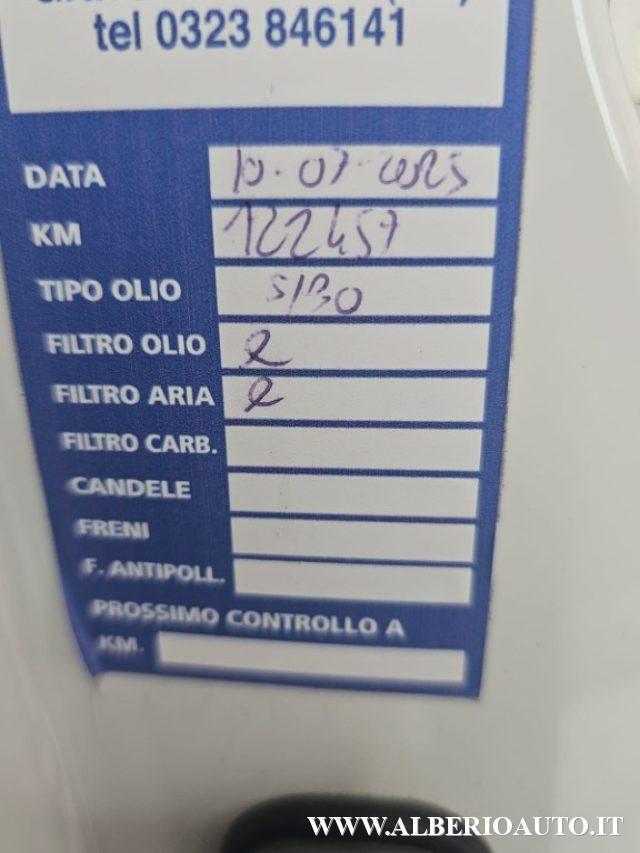 tel 0323 846141
DATA 10-07-2025
KM 122457
TIPO OLIO 5/30
FILTRO OLIO
FILTRO ARIA
FILTRO CARB.
CANDELE
FRENI
F. ANTIPOLL.
PROSSIMO CONTROLLO A
KM.
WWW.ALBERIOAUTO.IT